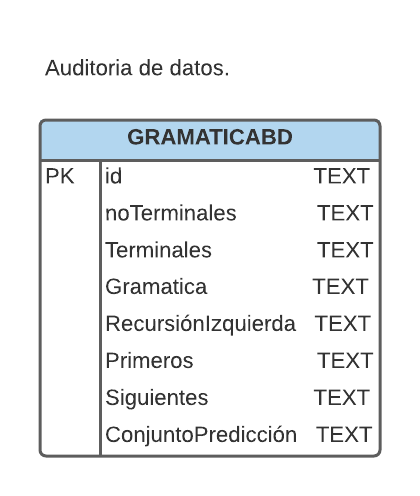 Auditoria de datos.
GRAMATICABD
PK id TEXT
noTerminales TEXT
Terminales TEXT
Gramatica TEXT
RecursiónIzquierda TEXT
Primeros TEXT
Siguientes TEXT
ConjuntoPredicción TEXT